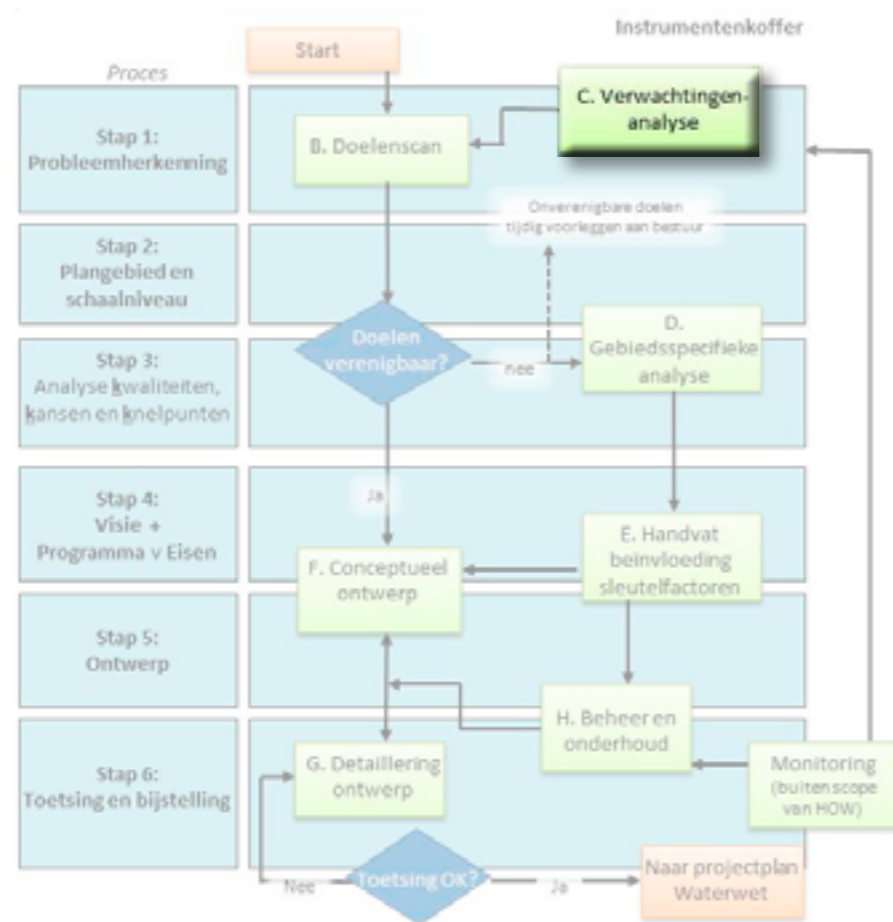 Instrumentenkoffer
Start
Proces
C. Verwachtingen-
analyse
Stap 1:
Probleemherkenning
B. Doelenscan
Onverenigbare doelen
tijdig voorleggen aan bestuur
Stap 2:
Plangebied en
schaalniveau
Doelen
verenigbaar?
nee
D.
Gebiedsspecifieke
analyse
Stap 3:
Analyse kwaliteiten,
kansen en knelpunten
Ja
Stap 4:
Visie +
Programma v Eisen
E. Handvat
beïnvloeding
sleutelfactoren
F. Conceptueel
ontwerp
Stap 5:
Ontwerp
H. Beheer en
onderhoud
G. Detaillering
ontwerp
Stap 6:
Toetsing en bijstelling
Monitoring
(buiten scope
van HOW)
Toetsing OK?
Nee
Ja
Naar projectplan
Waterwet